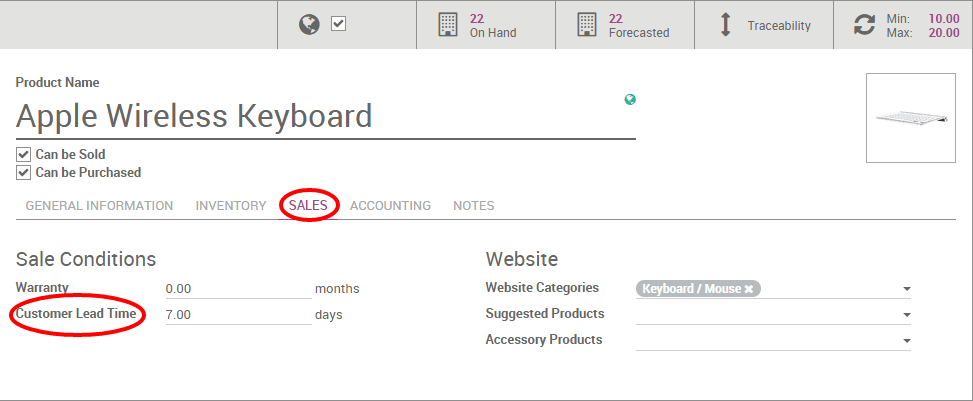 22
On Hand
22
Forecasted
Traceability
Min: 10.00
Max: 20.00
Product Name
Apple Wireless Keyboard
Can be Sold
Can be Purchased
GENERAL INFORMATION INVENTORY SALES ACCOUNTING NOTES
Sale Conditions Website
Warranty 0.00 months Website Categories Keyboard / Mouse
Customer Lead Time 7.00 days Suggested Products
Accessory Products